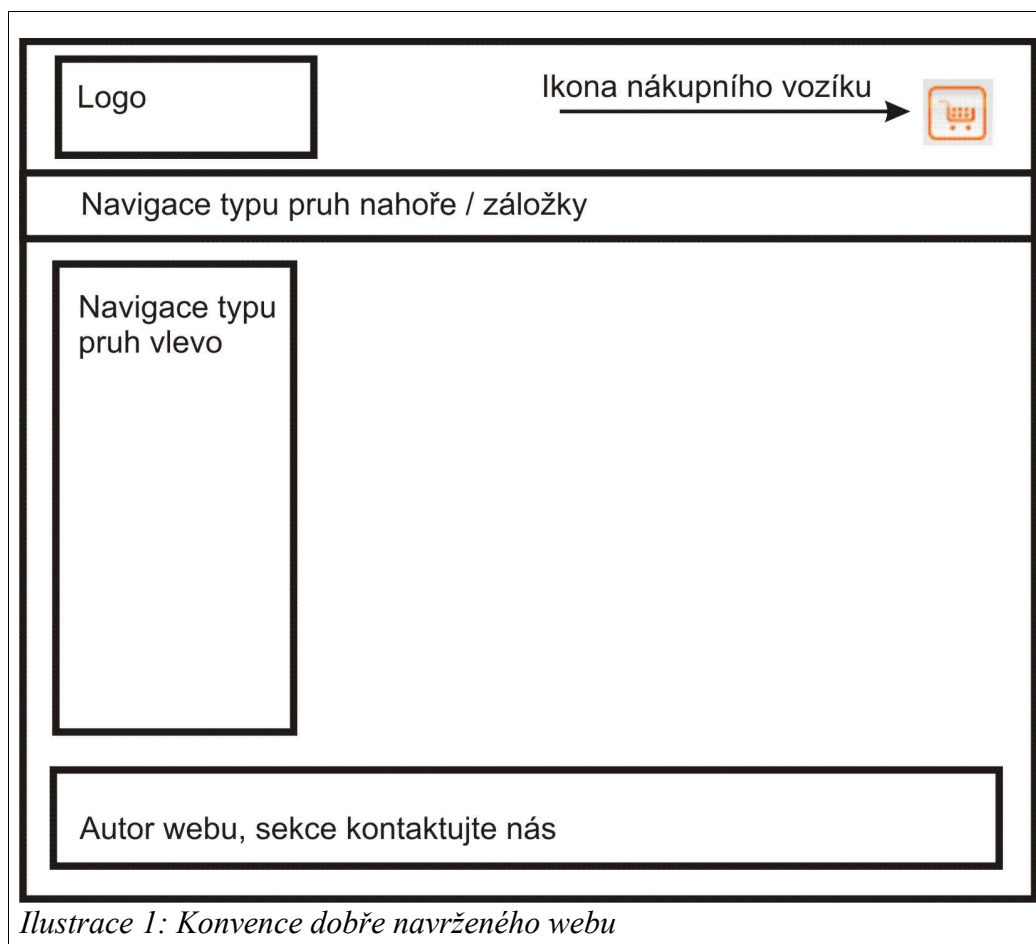 Logo
Ikona nákupního vozíku
Navigace typu pruh nahoře / záložky
Navigace typu
pruh vlevo
Autor webu, sekce kontaktujte nás
Ilustrace 1: Konvence dobře navrženého webu